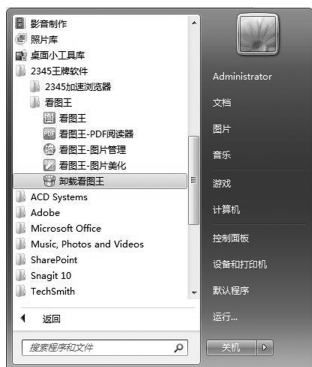 影音制作
照片库
桌面小工具库
2345王牌软件
2345加速浏览器
看图王
看图王
看图王-PDF阅读器
看图王-图片管理
看图王-图片美化
卸载看图王
ACD Systems
Adobe
Microsoft Office
Music, Photos and Videos
SharePoint
Snagit 10
TechSmith
返回
搜索程序和文件
Administrator
文档
图片
音乐
游戏
计算机
控制面板
设备和打印机
默认程序
运行...
关机